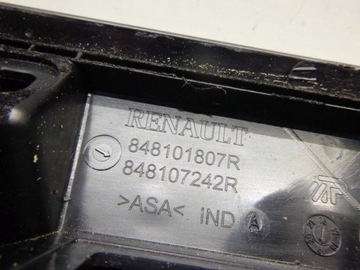 RENAULT
848101807R
848107242R
>ASA< IND A